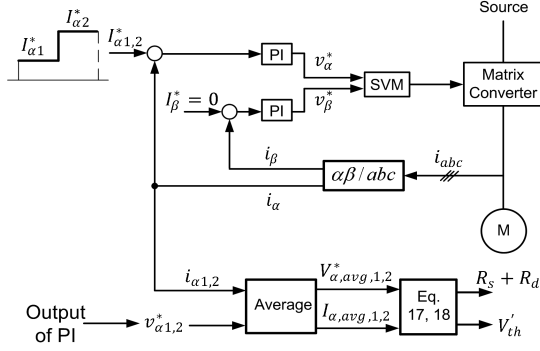 Source
I*α2
I*α1
I*α1,2
PI
v*α
SVM
Matrix
Converter
I*β = 0
PI
v*β
iβ
αβ/abc
iabc
iα
M
iα1,2
V*α,avg,1,2
Rs + Rd
Average
Eq.
17, 18
Output
of PI
v*α1,2
Iα,avg,1,2
V'th